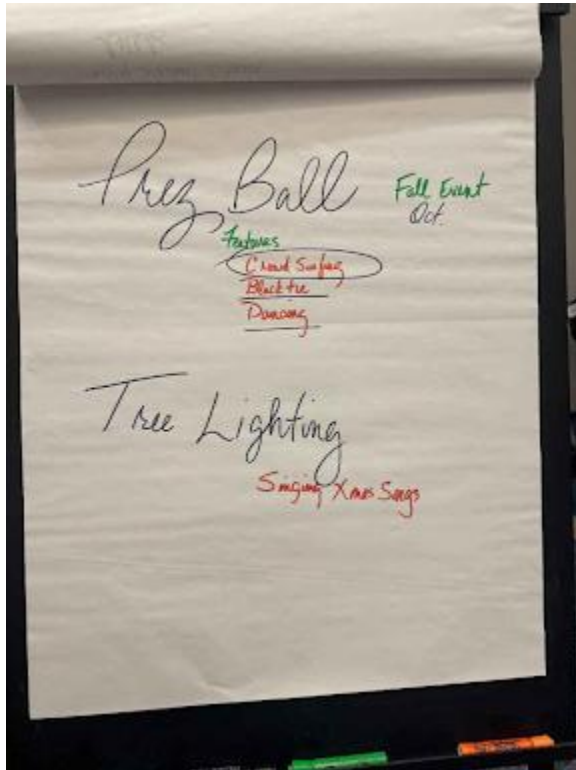 Prez Ball
Fall Event
Oct.
Features
Crowd Surfing
Black tie
Dancing
Tree Lighting
Singing Xmas Songs